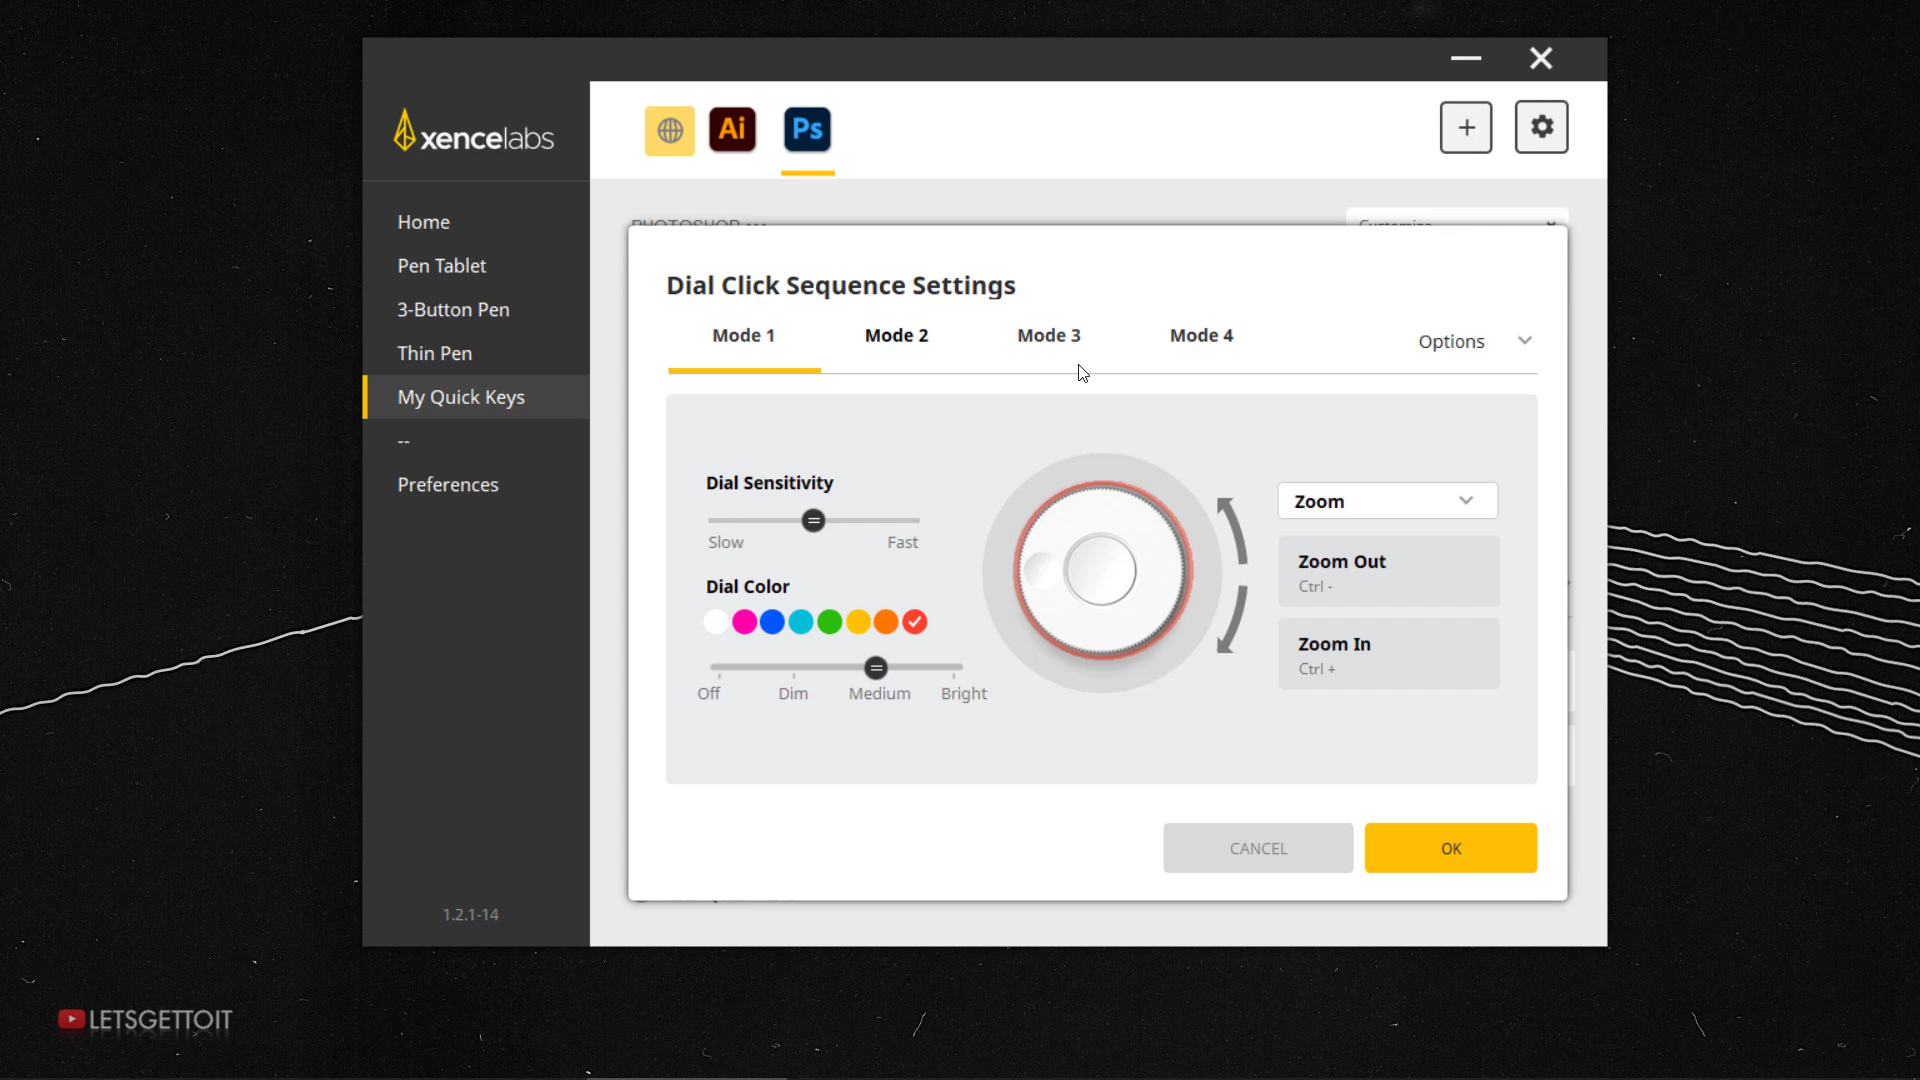 xencelabs
Ai
Ps
Home
Pen Tablet
3-Button Pen
Thin Pen
My Quick Keys
--
Preferences
1.2.1-14
PHOTOSHOP
Customize
Dial Click Sequence Settings
Mode 1
Mode 2
Mode 3
Mode 4
Options
Dial Sensitivity
Slow
Fast
Dial Color
Off
Dim
Medium
Bright
Zoom
Zoom Out
Ctrl -
Zoom In
Ctrl +
CANCEL
OK
LETSGETTOIT